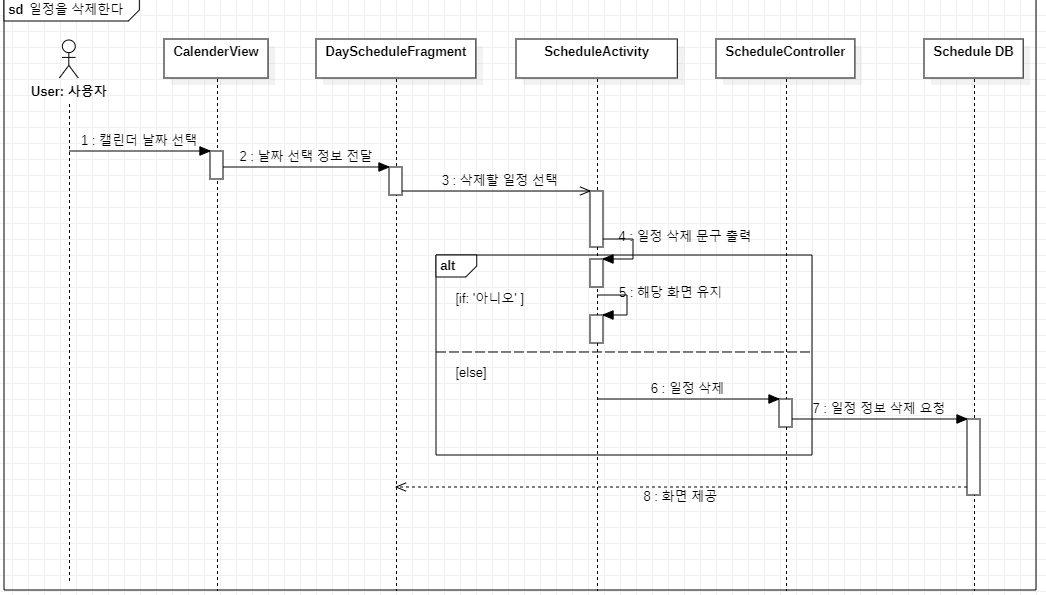 sd 일정을 삭제한다
CalenderView
DayScheduleFragment
ScheduleActivity
ScheduleController
Schedule DB
User: 사용자
1 : 캘린더 날짜 선택
2 : 날짜 선택 정보 전달
3 : 삭제할 일정 선택
4 : 일정 삭제 문구 출력
alt
[if: '아니오' ]
5 : 해당 화면 유지
[else]
6 : 일정 삭제
7 : 일정 정보 삭제 요청
8 : 화면 제공